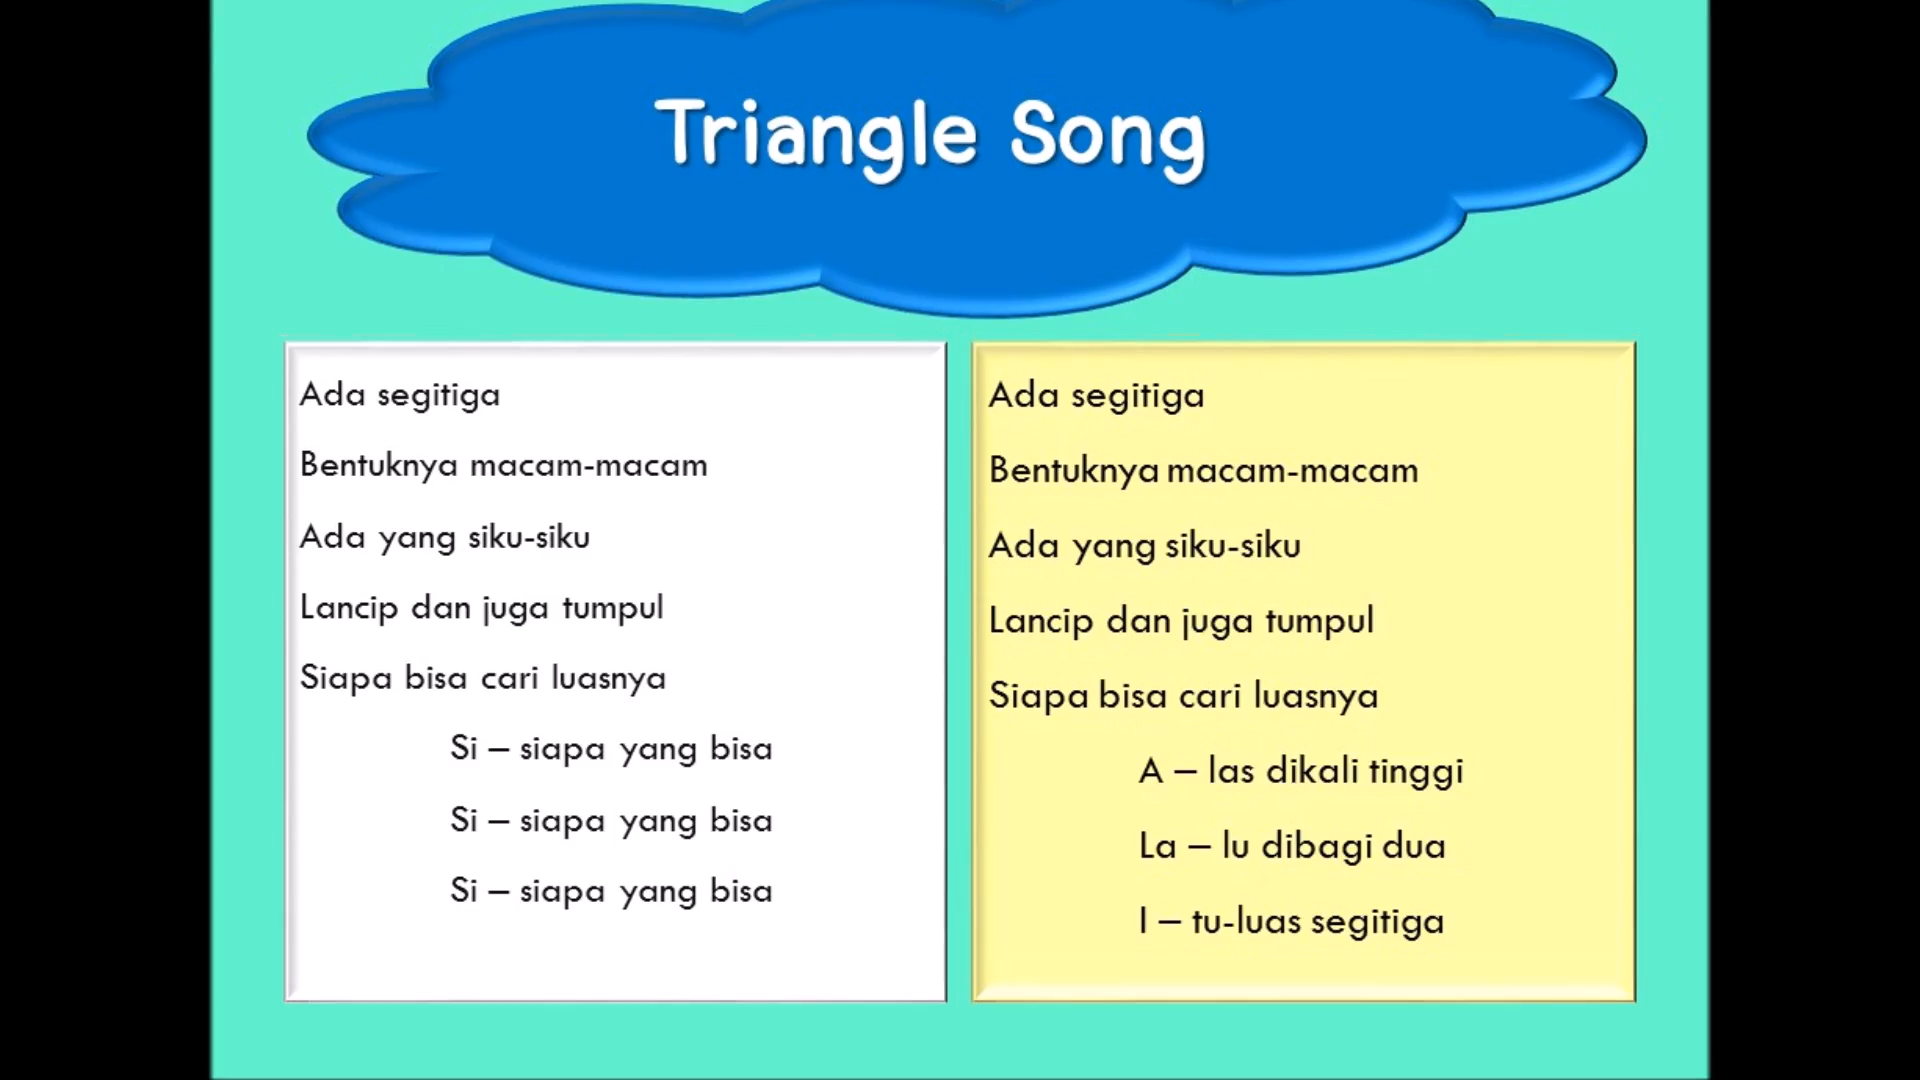 Triangle Song
Ada segitiga
Bentuknya macam-macam
Ada yang siku-siku
Lancip dan juga tumpul
Siapa bisa cari luasnya
Si – siapa yang bisa
Si – siapa yang bisa
Si – siapa yang bisa
Ada segitiga
Bentuknya macam-macam
Ada yang siku-siku
Lancip dan juga tumpul
Siapa bisa cari luasnya
A – las dikali tinggi
La – lu dibagi dua
I – tu-luas segitiga